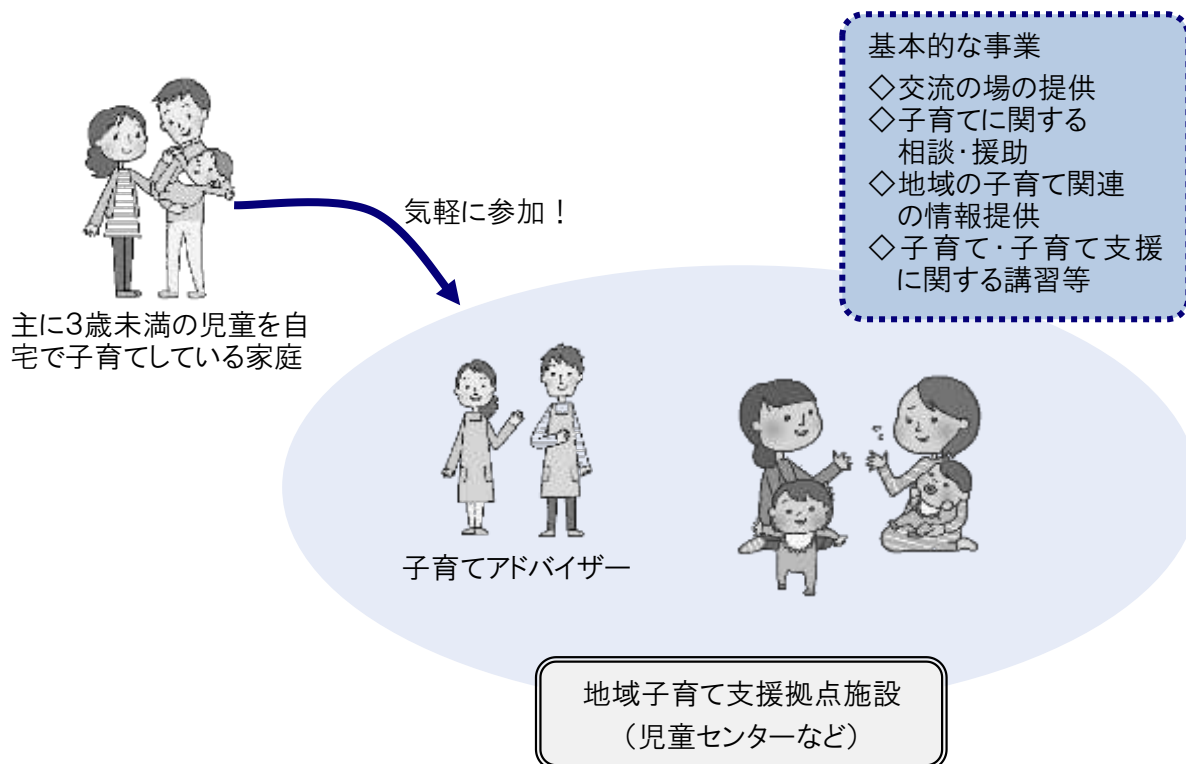 基本的な事業
◇交流の場の提供
◇子育てに関する
相談・援助
◇地域の子育て関連
の情報提供
◇子育て・子育て支援
に関する講習等
気軽に参加！
主に3歳未満の児童を自
宅で子育てしている家庭
子育てアドバイザー
地域子育て支援拠点施設
（児童センターなど）